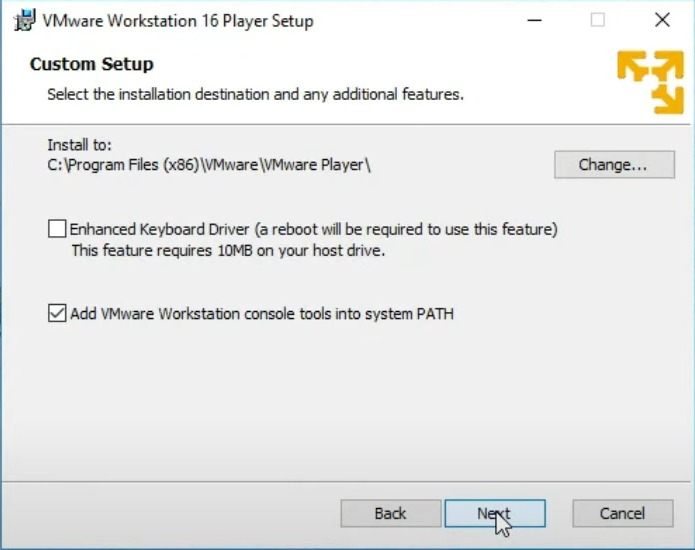 VMware Workstation 16 Player Setup
Custom Setup
Select the installation destination and any additional features.
Install to:
C:\Program Files (x86)\VMware\VMware Player\
Change...
Enhanced Keyboard Driver (a reboot will be required to use this feature)
This feature requires 10MB on your host drive.
Add VMware Workstation console tools into system PATH
Back
Next
Cancel